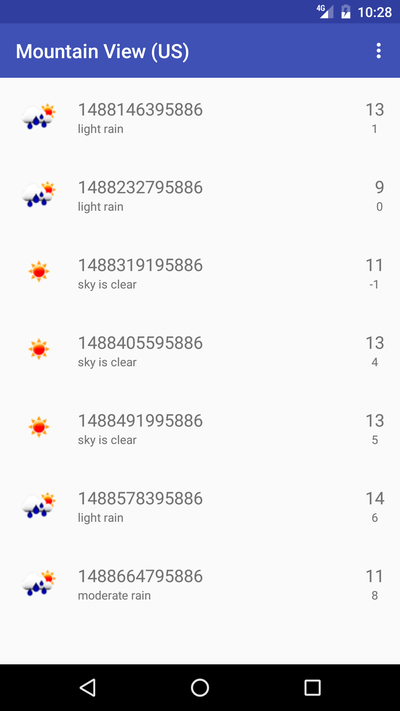 4G 10:28
Mountain View (US)
1488146395886 13
light rain 1
1488232795886 9
light rain 0
1488319195886 11
sky is clear -1
1488405595886 13
sky is clear 4
1488491995886 13
sky is clear 5
1488578395886 14
light rain 6
1488664795886 11
moderate rain 8